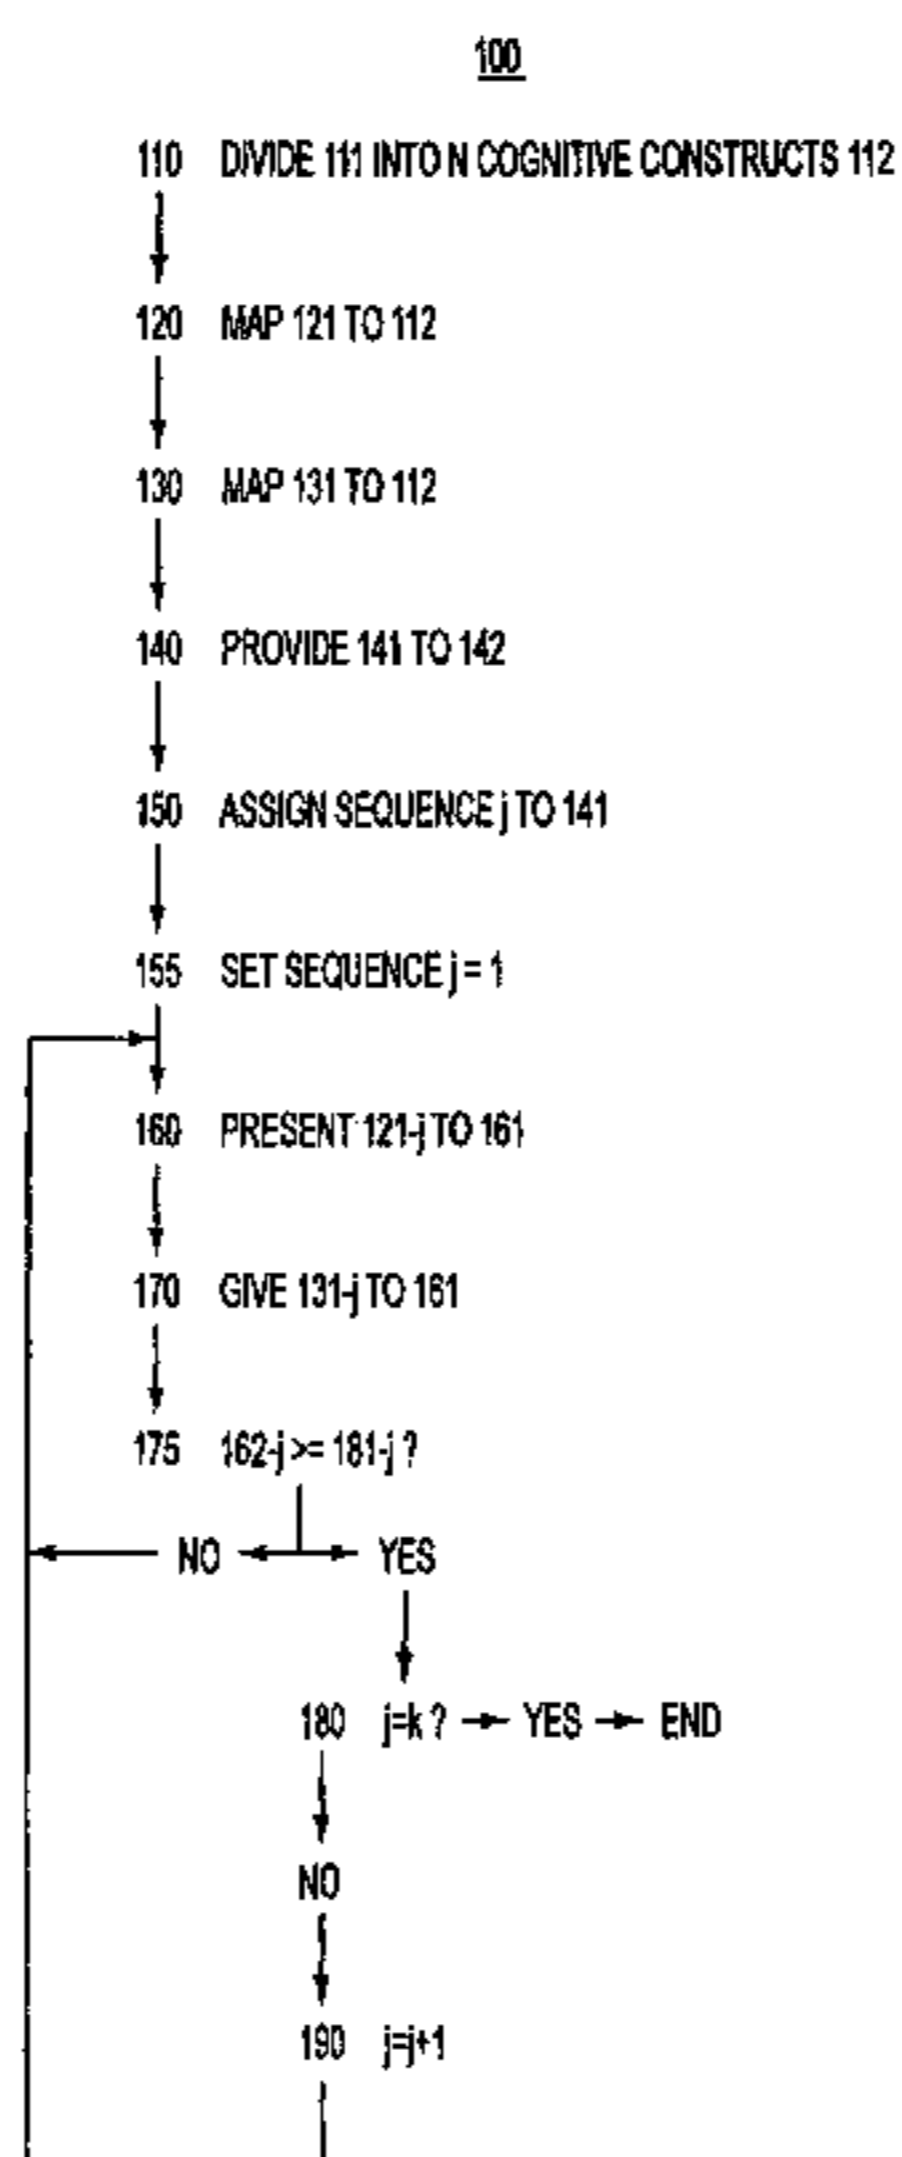 100
110 DIVIDE 111 INTO N COGNITIVE CONSTRUCTS 112
120 MAP 121 TO 112
130 MAP 131 TO 112
140 PROVIDE 141 TO 142
150 ASSIGN SEQUENCE j TO 141
155 SET SEQUENCE j = 1
160 PRESENT 121-j TO 161
170 GIVE 131-j TO 161
175 162-j >= 181-j ?
NO YES
180 j=k ? YES END
NO
190 j=j+1